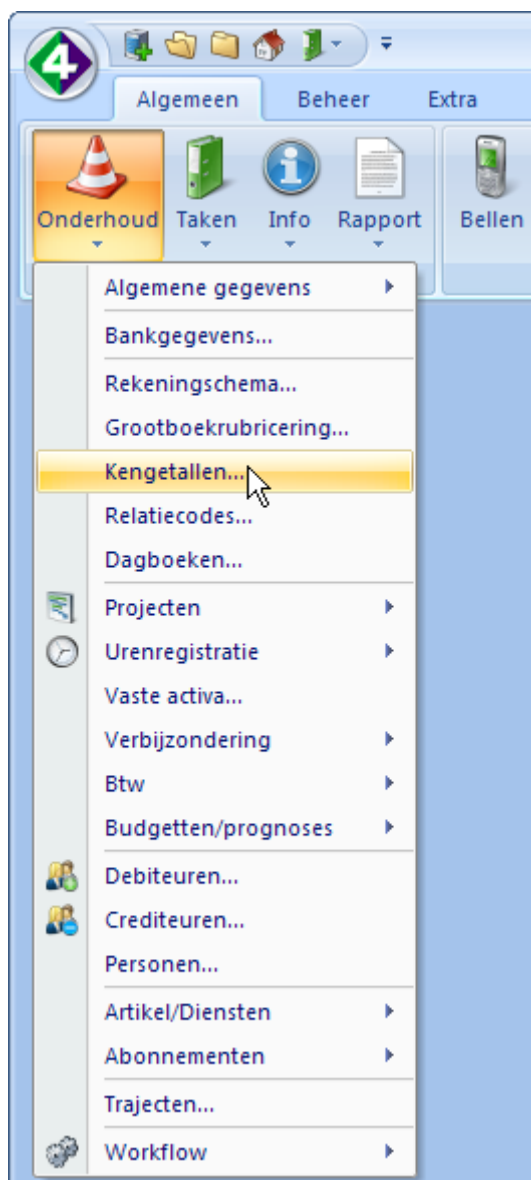 4
Algemeen Beheer Extra
Onderhoud Taken Info Rapport Bellen
Algemene gegevens
Bankgegevens...
Rekeningschema...
Grootboekrubricering...
Kengetallen...
Relatiecodes...
Dagboeken...
Projecten
Urenregistratie
Vaste activa...
Verbijzondering
Btw
Budgetten/prognoses
Debiteuren...
Crediteuren...
Personen...
Artikel/Diensten
Abonnementen
Trajecten...
Workflow